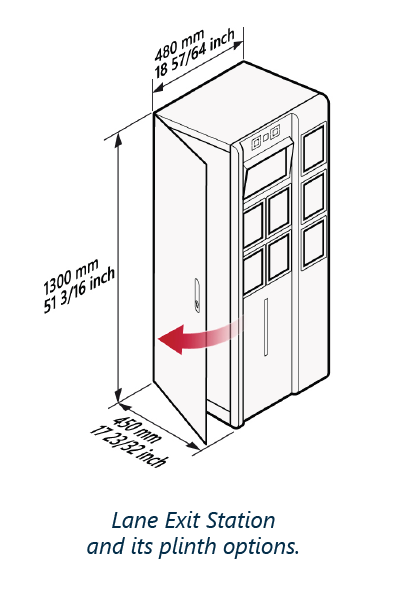 480 mm
18 57/64 inch
1300 mm
51 3/16 inch
450 mm
17 23/32 inch
Lane Exit Station
and its plinth options.